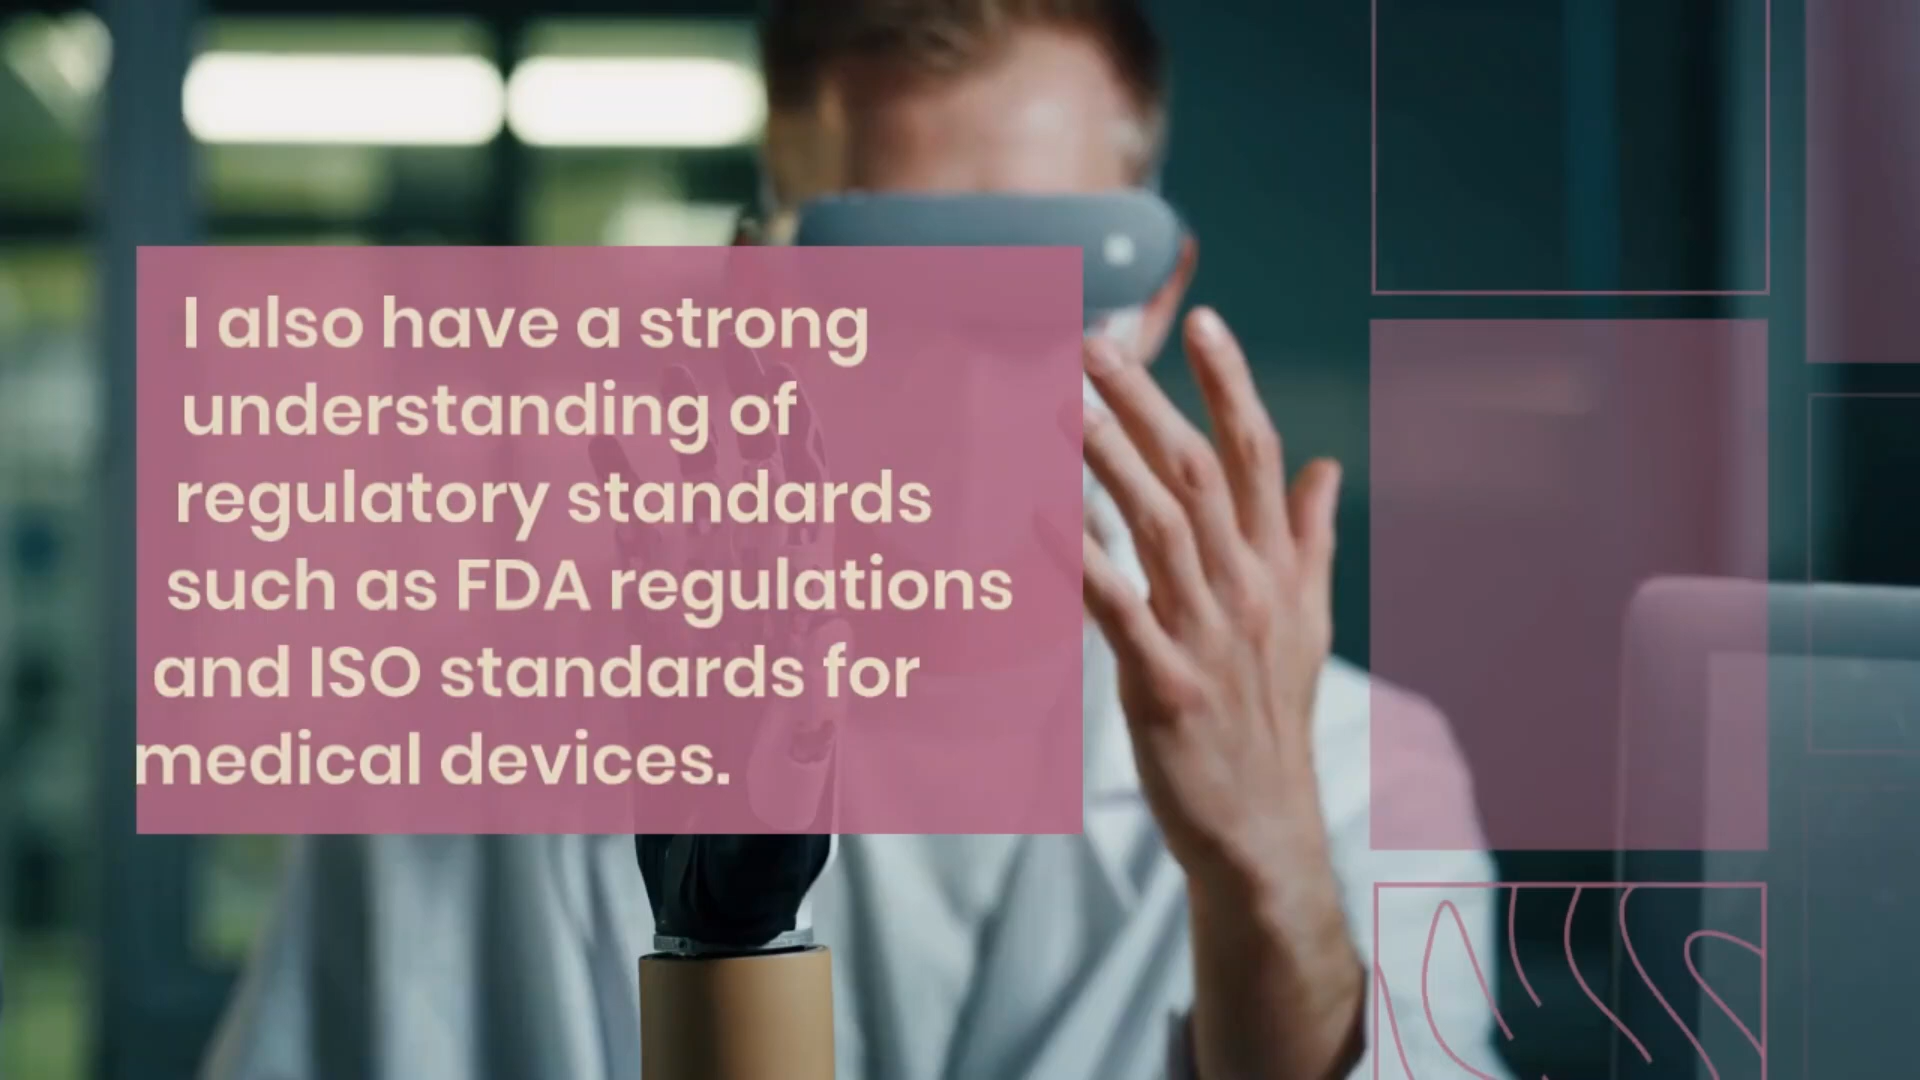 I also have a strong
understanding of
regulatory standards
such as FDA regulations
and ISO standards for
medical devices.